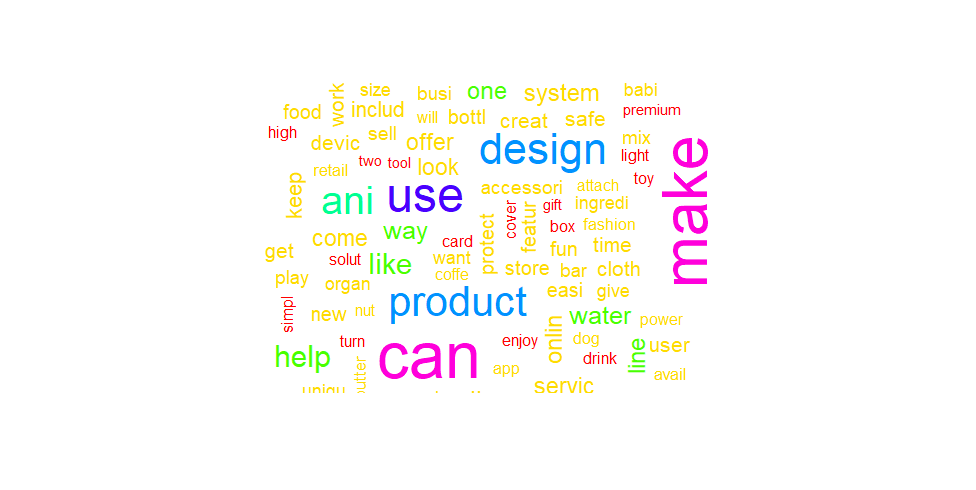 size
busi
one
system
babi
work
food
includ
will
bottl
creat
safe
premium
high
devic
sell
offer
design
mix
make
retail
two
tool
look
light
keep
ani
use
accessori
attach
toy
gift
ingredi
cover
featur
way
protect
box
fashion
come
card
get
solut
like
want
fun
time
coffe
store
bar
cloth
play
organ
easi
give
simpl
new
nut
product
water
power
onlin
turn
enjoy
dog
user
help
can
drink
line
app
avail
servic